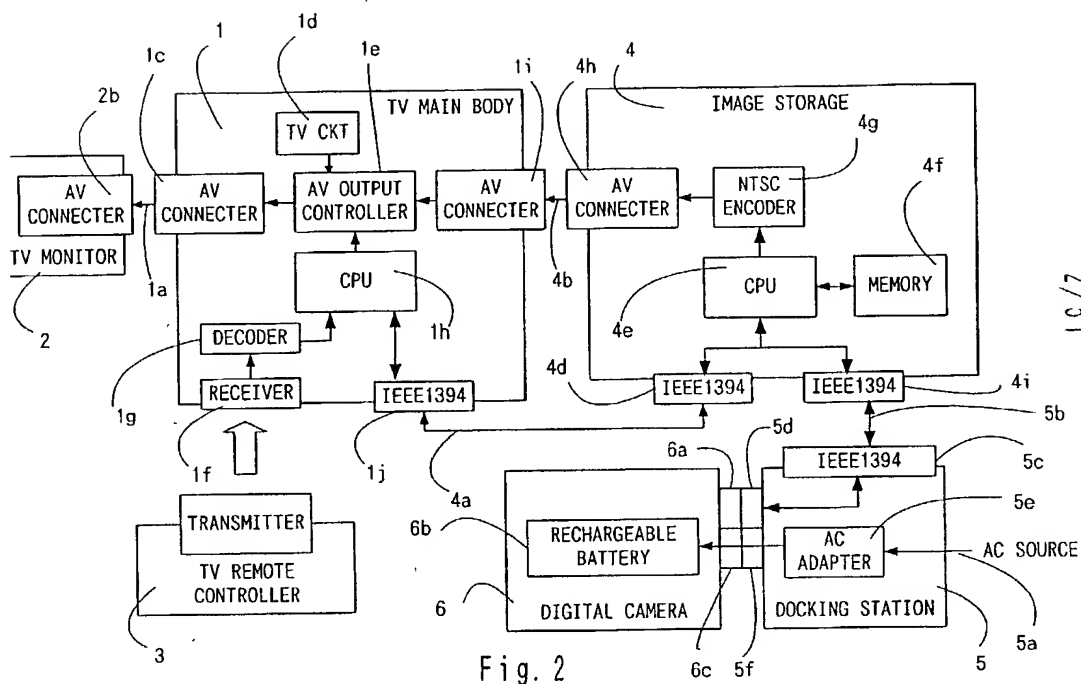 1
1d
1c
1e
1i
4h
4
2b
TV MAIN BODY
IMAGE STORAGE
4g
TV CKT
4f
AV CONNECTER
AV CONNECTER
AV OUTPUT CONTROLLER
AV CONNECTER
AV CONNECTER
NTSC ENCODER
TV MONITOR
1a
4b
CPU
CPU
MEMORY
2
1h
4e
DECODER
4d
1g
RECEIVER
IEEE1394
IEEE1394
IEEE1394
4i
5b
1f
1j
4a
6a
5d
IEEE1394
5c
TRANSMITTER
6b
RECHARGEABLE BATTERY
5e
AC ADAPTER
AC SOURCE
TV REMOTE CONTROLLER
3
6
DIGITAL CAMERA
DOCKING STATION
6c
5f
5
5a
Fig. 2